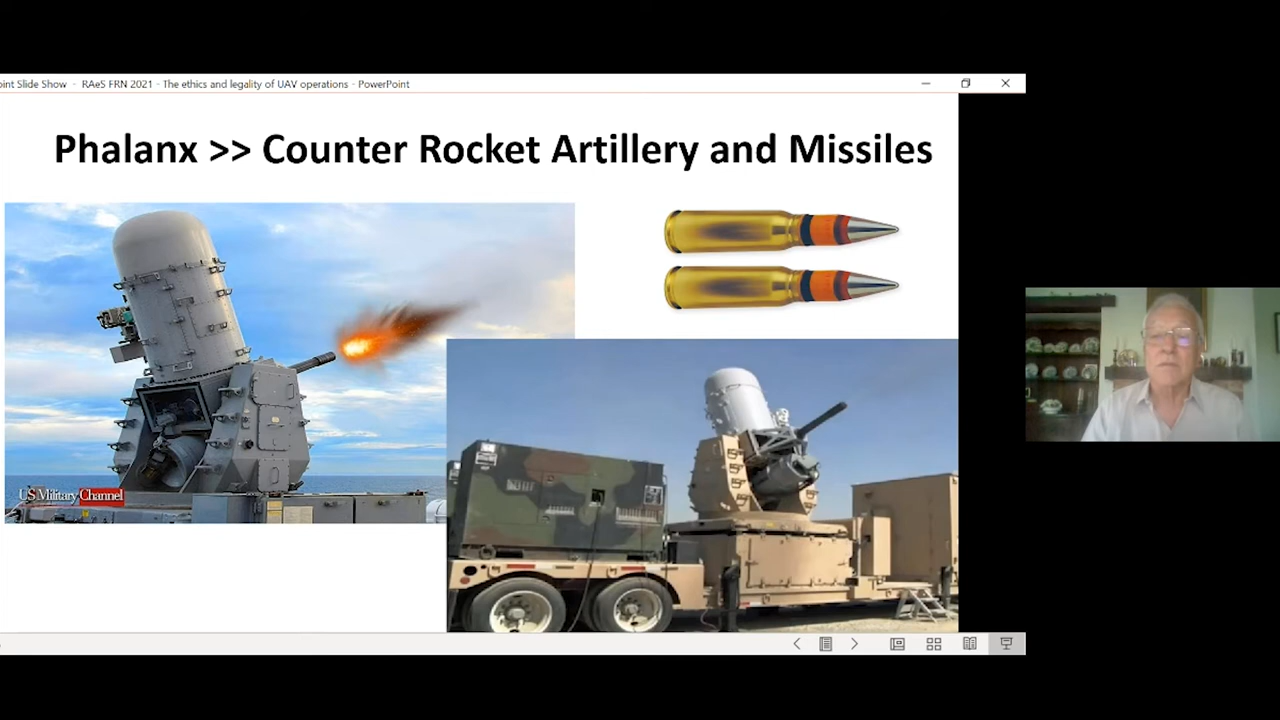 oint Slide Show - RAeS FRN 2021 - The ethics and legality of UAV operations - PowerPoint
Phalanx >> Counter Rocket Artillery and Missiles
US Military Channel